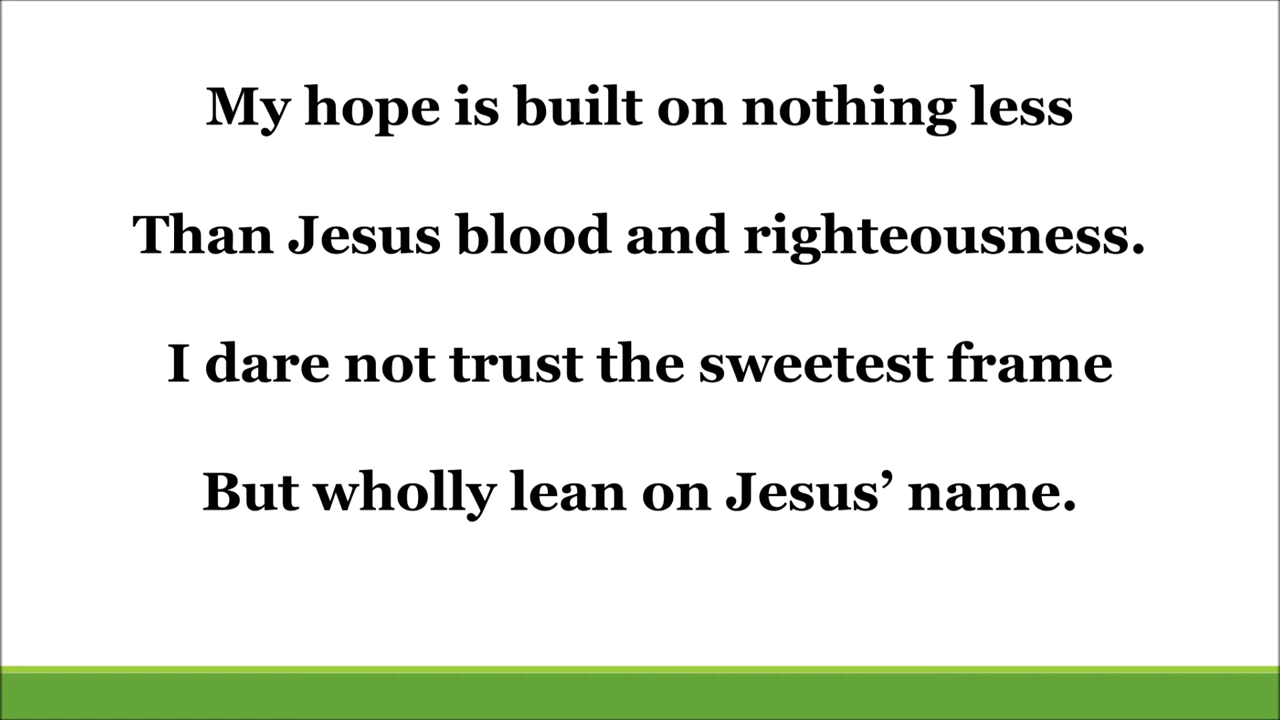 My hope is built on nothing less
Than Jesus blood and righteousness.
I dare not trust the sweetest frame
But wholly lean on Jesus’ name.